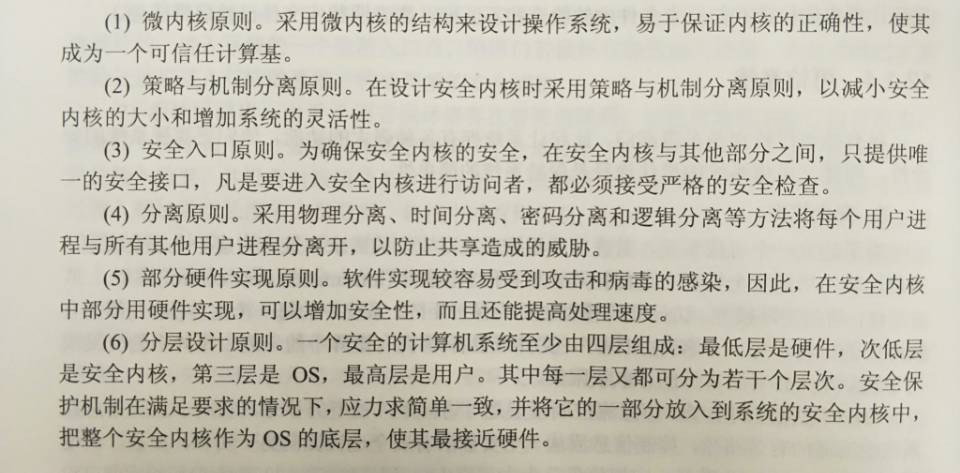 (1) 微内核原则。采用微内核的结构来设计操作系统，易于保证内核的正确性，使其
成为一个可信任计算基。
(2) 策略与机制分离原则。在设计安全内核时采用策略与机制分离原则，以减小安全
内核的大小和增加系统的灵活性。
(3) 安全入口原则。为确保安全内核的安全，在安全内核与其他部分之间，只提供唯
一的安全接口，凡是要进入安全内核进行访问者，都必须接受严格的安全检查。
(4) 分离原则。采用物理分离、时间分离、密码分离和逻辑分离等方法将每个用户进
程与所有其他用户进程分离开，以防止共享造成的威胁。
(5) 部分硬件实现原则。软件实现较容易受到攻击和病毒的感染，因此，在安全内核
中部分用硬件实现，可以增加安全性，而且还能提高处理速度。
(6) 分层设计原则。一个安全的计算机系统至少由四层组成：最低层是硬件，次低层
是安全内核，第三层是 OS，最高层是用户。其中每一层又都可分为若干个层次。安全保
护机制在满足要求的情况下，应力求简单一致，并将它的一部分放入到系统的安全内核中，
把整个安全内核作为 OS 的底层，使其最接近硬件。